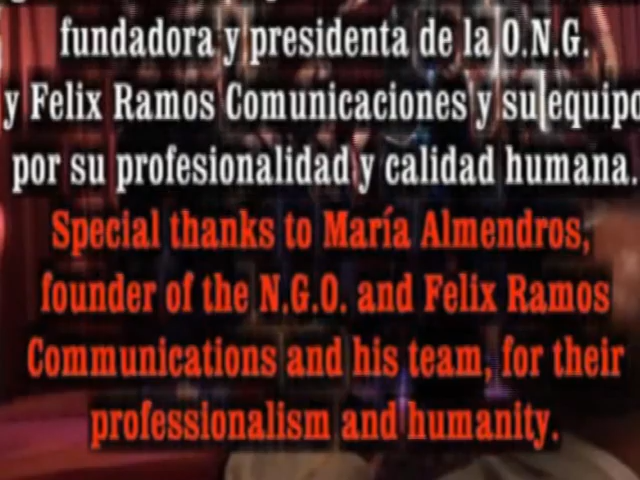 fundadora y presidenta de la O.N.G.
y Felix Ramos Comunicaciones y su equipo
por su profesionalidad y calidad humana.
Special thanks to María Almendros,
founder of the N.G.O. and Felix Ramos
Communications and his team, for their
professionalism and humanity.